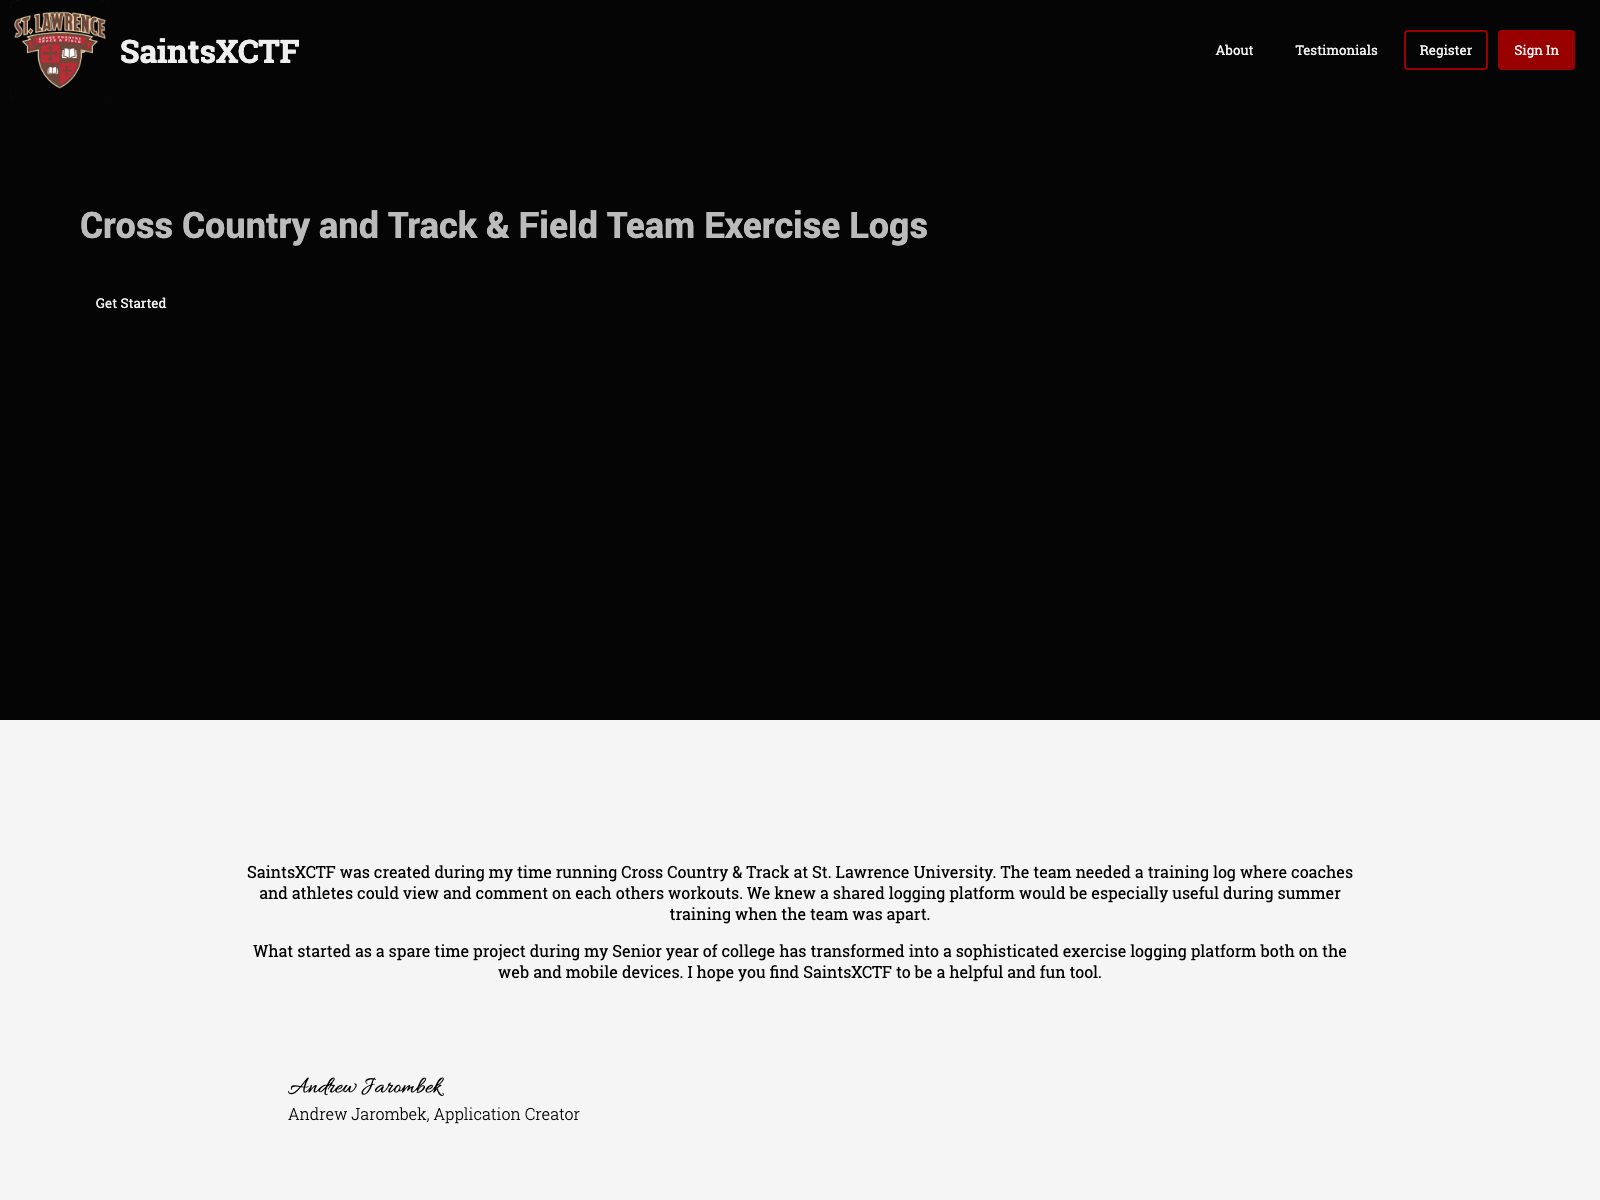 ST. LAWRENCE
SaintsXCTF
About
Testimonials
Register
Sign In
Cross Country and Track & Field Team Exercise Logs
Get Started
SaintsXCTF was created during my time running Cross Country & Track at St. Lawrence University. The team needed a training log where coaches
and athletes could view and comment on each others workouts. We knew a shared logging platform would be especially useful during summer
training when the team was apart.
What started as a spare time project during my Senior year of college has transformed into a sophisticated exercise logging platform both on the
web and mobile devices. I hope you find SaintsXCTF to be a helpful and fun tool.
Andrew Jarombek
Andrew Jarombek, Application Creator